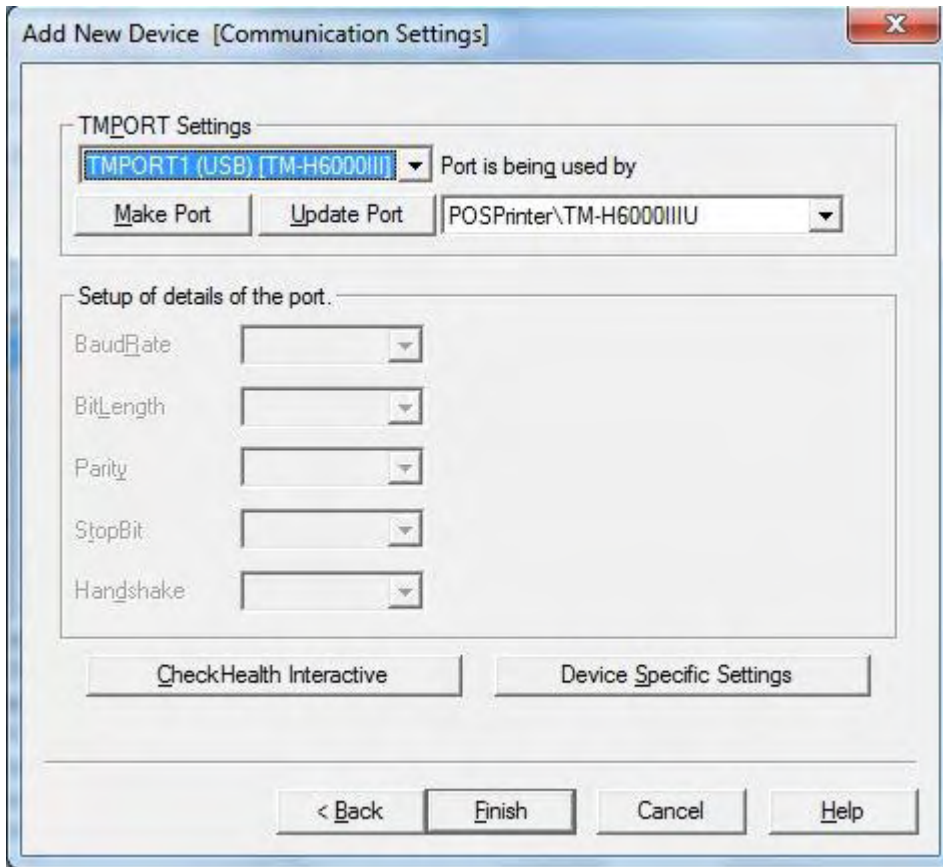 Add New Device [Communication Settings]
TMPORT Settings
TMPORT1 (USB) [TM-H6000III] Port is being used by
Make Port Update Port POSPrinter\TM-H6000IIIU
Setup of details of the port.
BaudRate
BitLength
Parity
StopBit
Handshake
CheckHealth Interactive Device Specific Settings
< Back Finish Cancel Help